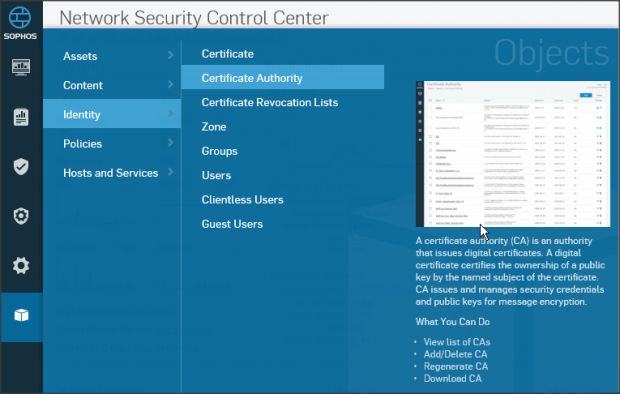 SOPHOS
Network Security Control Center
Objects
Assets
Content
Identity
Policies
Hosts and Services
Certificate
Certificate Authority
Certificate Revocation Lists
Zone
Groups
Users
Clientless Users
Guest Users
Certificate Authority
A certificate authority (CA) is an authority
that issues digital certificates. A digital
certificate certifies the ownership of a public
key by the named subject of the certificate.
CA issues and manages security credentials
and public keys for message encryption.
What You Can Do
• View list of CAs
• Add/Delete CA
• Regenerate CA
• Download CA